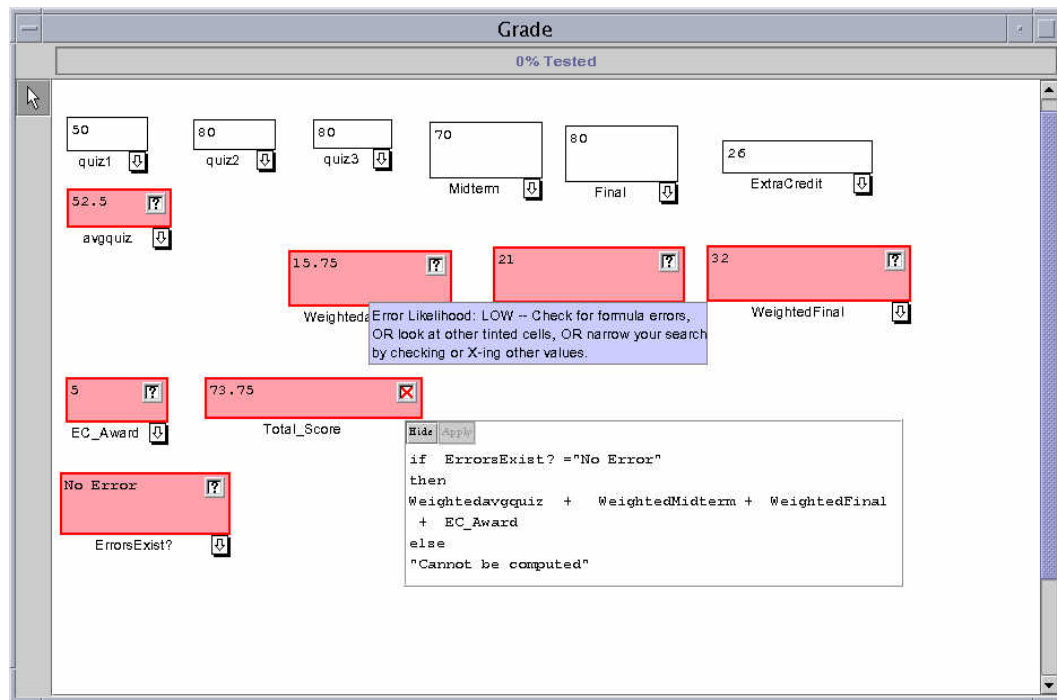 Grade
0% Tested
50
80
80
70
80
26
quiz1
quiz2
quiz3
Midterm
Final
ExtraCredit
52.5
?
avgquiz
15.75
?
21
?
32
?
Weighteda
WeightedFinal
Error Likelihood: LOW -- Check for formula errors,
OR look at other tinted cells, OR narrow your search
by checking or X-ing other values.
5
?
73.75
EC_Award
Total_Score
Hide Apply
if ErrorsExist? ="No Error"
then
Weightedavgquiz + WeightedMidterm + WeightedFinal
+ EC_Award
else
"Cannot be computed"
No Error
?
ErrorsExist?